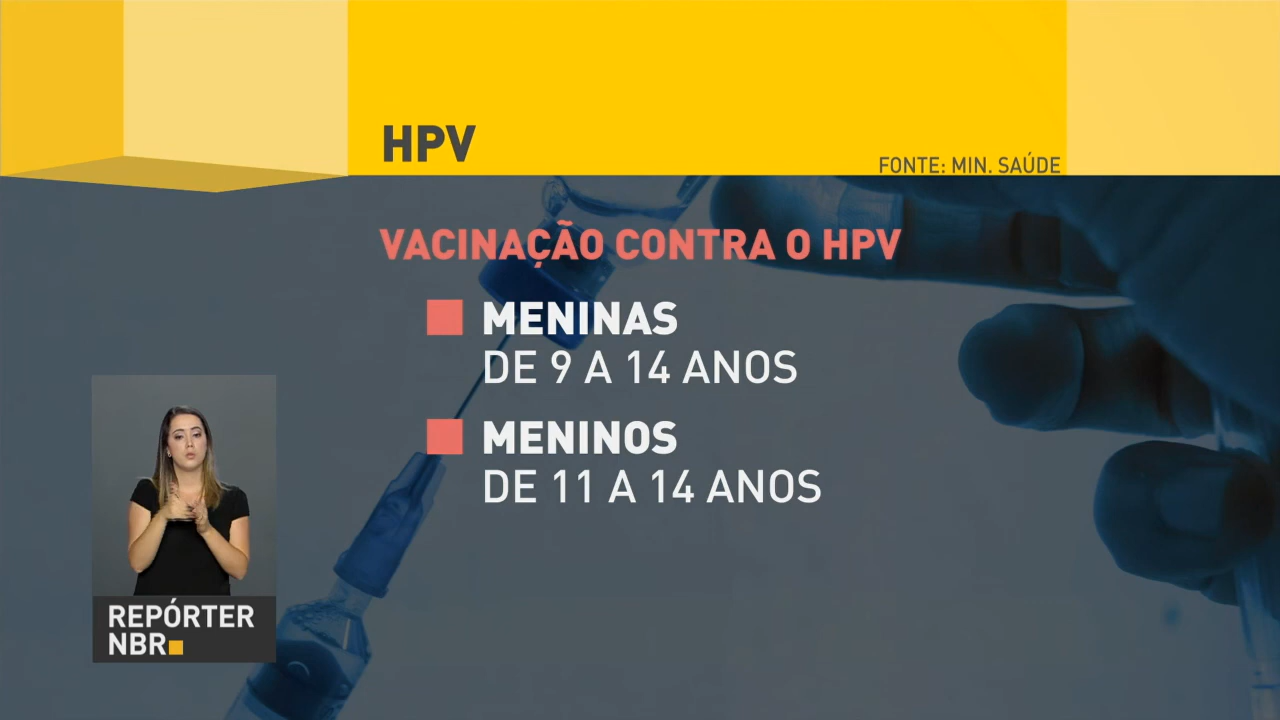 HPV
FONTE: MIN. SAÚDE
VACINAÇÃO CONTRA O HPV
MENINAS
DE 9 A 14 ANOS
MENINOS
DE 11 A 14 ANOS
REPÓRTER
NBR